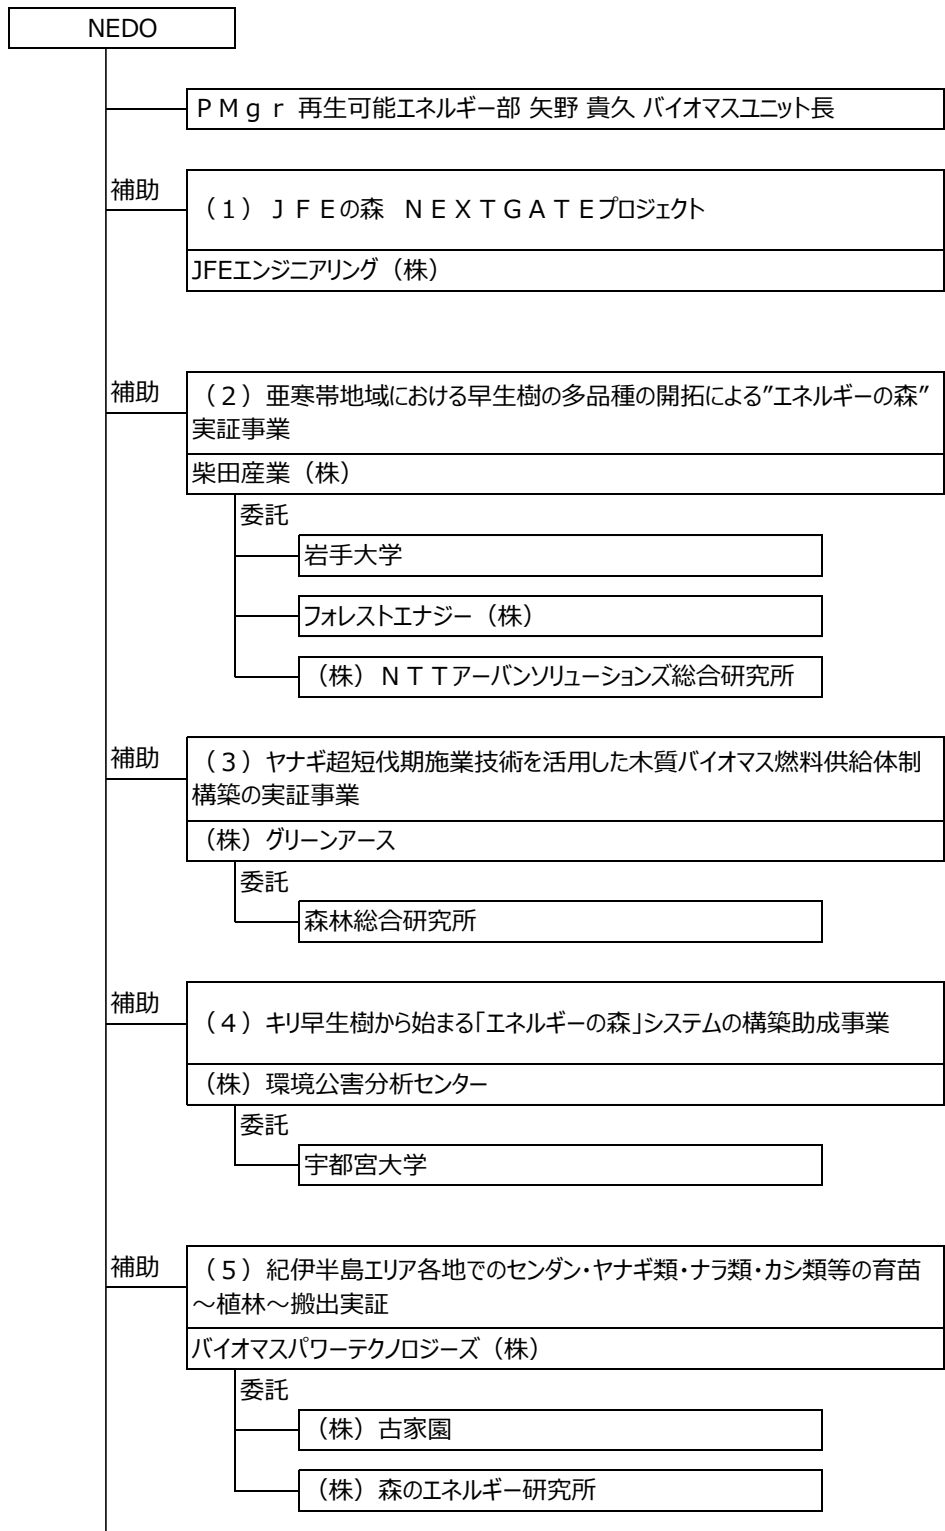 NEDO
ＰＭｇｒ 再生可能エネルギー部 矢野 貴久 バイオマスユニット長
補助
（１）ＪＦＥの森　ＮＥＸＴＧＡＴＥプロジェクト
JFEエンジニアリング（株）
補助
（２）亜寒帯地域における早生樹の多品種の開拓による”エネルギーの森”
実証事業
柴田産業（株）
委託
岩手大学
フォレストエナジー（株）
（株）ＮＴＴアーバンソリューションズ総合研究所
補助
（３）ヤナギ超短伐期施業技術を活用した木質バイオマス燃料供給体制
構築の実証事業
（株）グリーンアース
委託
森林総合研究所
補助
（４）キリ早生樹から始まる「エネルギーの森」システムの構築助成事業
（株）環境公害分析センター
委託
宇都宮大学
補助
（５）紀伊半島エリア各地でのセンダン・ヤナギ類・ナラ類・カシ類等の育苗
～植林～搬出実証
バイオマスパワーテクノロジーズ（株）
委託
（株）古家園
（株）森のエネルギー研究所